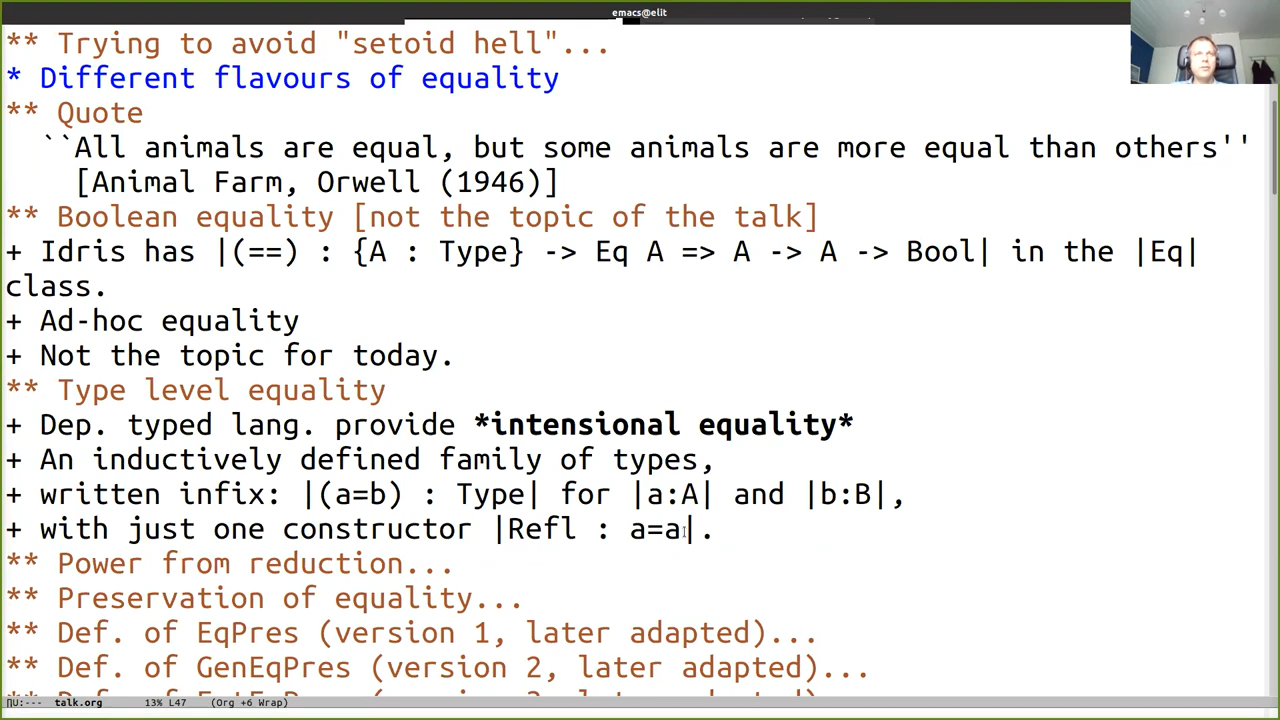 emacs@elit
** Trying to avoid "setoid hell"...
* Different flavours of equality
** Quote
``All animals are equal, but some animals are more equal than others''
[Animal Farm, Orwell (1946)]
** Boolean equality [not the topic of the talk]
+ Idris has |(==) : {A : Type} -> Eq A => A -> A -> Bool| in the |Eq|
class.
+ Ad-hoc equality
+ Not the topic for today.
** Type level equality
+ Dep. typed lang. provide *intensional equality*
+ An inductively defined family of types,
+ written infix: |(a=b) : Type| for |a:A| and |b:B|,
+ with just one constructor |Refl : a=a|.
** Power from reduction...
** Preservation of equality...
** Def. of EqPres (version 1, later adapted)...
** Def. of GenEqPres (version 2, later adapted)...
U:--- talk.org 13% L47 (Org +6 Wrap)